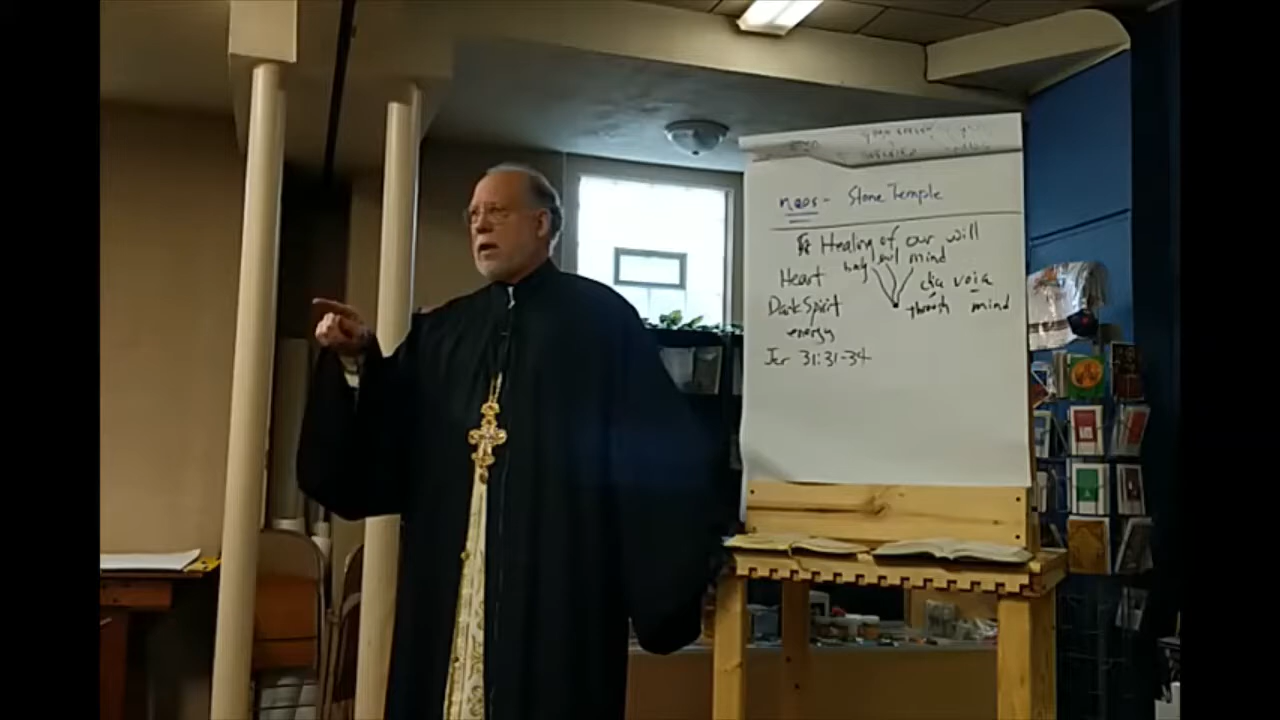 naos - Stone Temple
Healing of our will
Heart body soul mind
dia voia
Dark Spirit through mind
energy
Jer 31:31-34